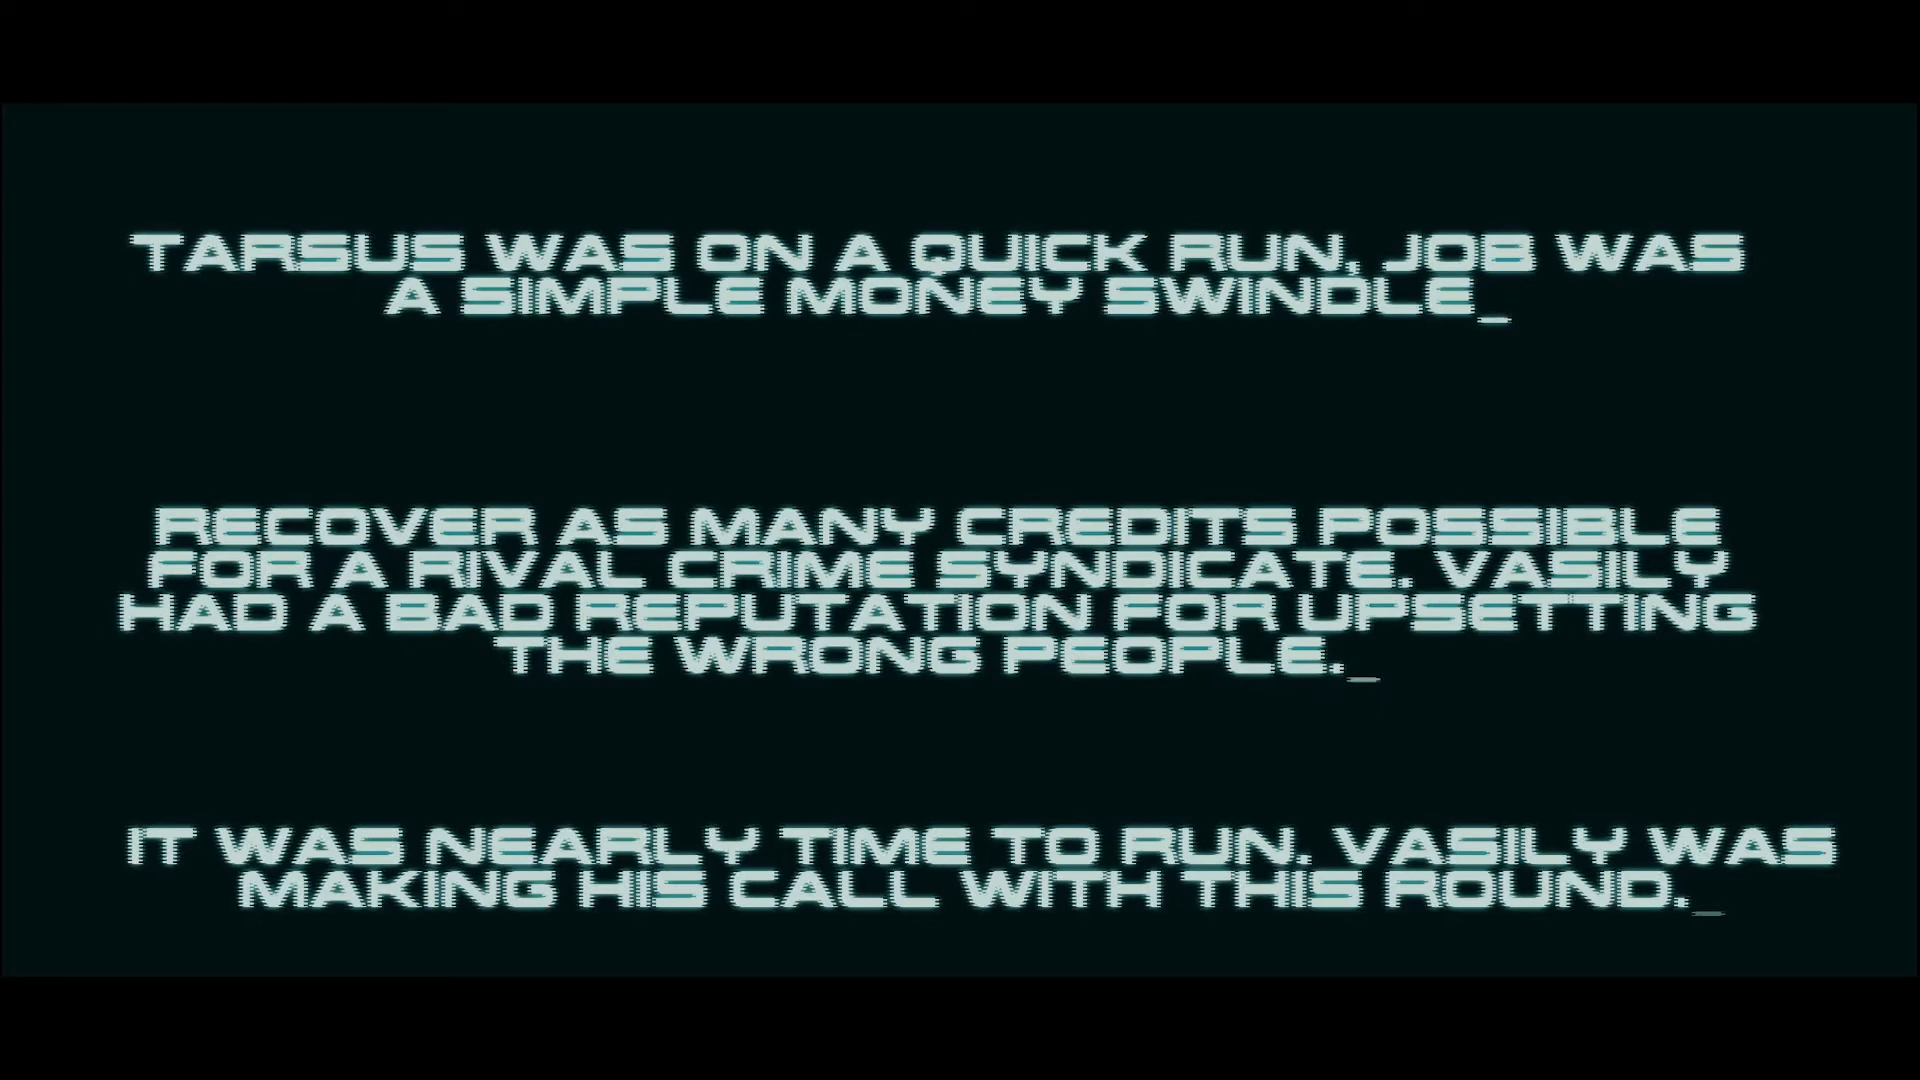 TARSUS WAS ON A QUICK RUN. JOB WAS
A SIMPLE MONEY SWINDLE_
RECOVER AS MANY CREDITS POSSIBLE
FOR A RIVAL CRIME SYNDICATE. VASILY
HAD A BAD REPUTATION FOR UPSETTING
THE WRONG PEOPLE._
IT WAS NEARLY TIME TO RUN. VASILY WAS
MAKING HIS CALL WITH THIS ROUND._